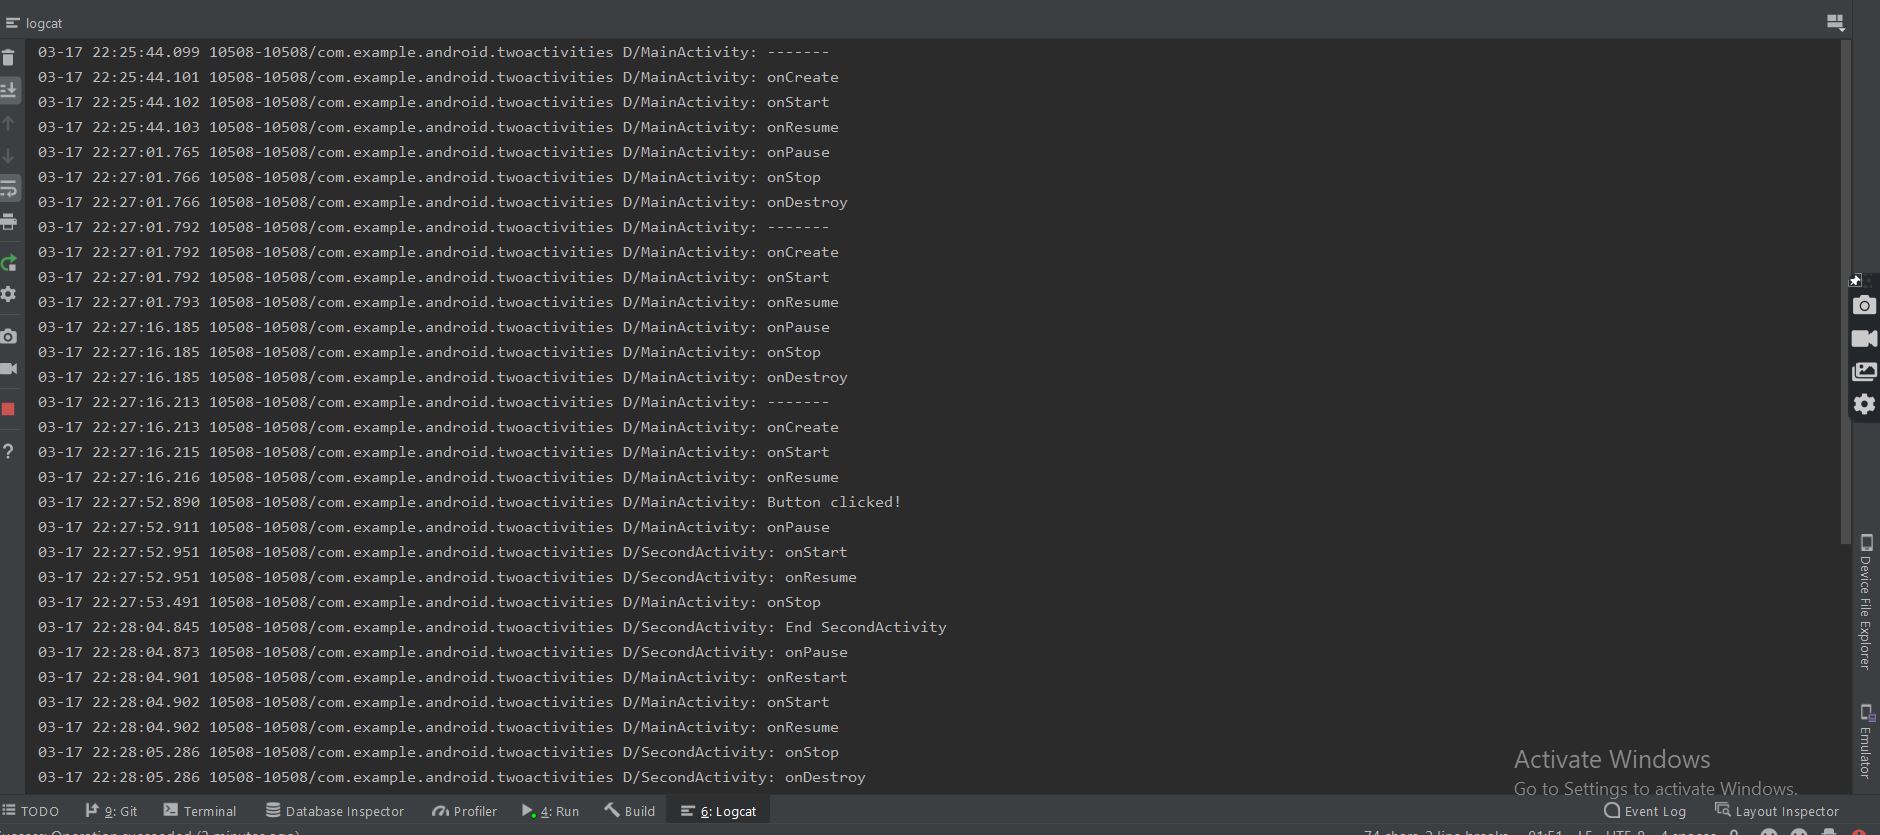 logcat
03-17 22:25:44.099 10508-10508/com.example.android.twoactivities D/MainActivity: -------
03-17 22:25:44.101 10508-10508/com.example.android.twoactivities D/MainActivity: onCreate
03-17 22:25:44.102 10508-10508/com.example.android.twoactivities D/MainActivity: onStart
03-17 22:25:44.103 10508-10508/com.example.android.twoactivities D/MainActivity: onResume
03-17 22:27:01.765 10508-10508/com.example.android.twoactivities D/MainActivity: onPause
03-17 22:27:01.766 10508-10508/com.example.android.twoactivities D/MainActivity: onStop
03-17 22:27:01.766 10508-10508/com.example.android.twoactivities D/MainActivity: onDestroy
03-17 22:27:01.792 10508-10508/com.example.android.twoactivities D/MainActivity: -------
03-17 22:27:01.792 10508-10508/com.example.android.twoactivities D/MainActivity: onCreate
03-17 22:27:01.792 10508-10508/com.example.android.twoactivities D/MainActivity: onStart
03-17 22:27:01.793 10508-10508/com.example.android.twoactivities D/MainActivity: onResume
03-17 22:27:16.185 10508-10508/com.example.android.twoactivities D/MainActivity: onPause
03-17 22:27:16.185 10508-10508/com.example.android.twoactivities D/MainActivity: onStop
03-17 22:27:16.185 10508-10508/com.example.android.twoactivities D/MainActivity: onDestroy
03-17 22:27:16.213 10508-10508/com.example.android.twoactivities D/MainActivity: -------
03-17 22:27:16.213 10508-10508/com.example.android.twoactivities D/MainActivity: onCreate
03-17 22:27:16.215 10508-10508/com.example.android.twoactivities D/MainActivity: onStart
03-17 22:27:16.216 10508-10508/com.example.android.twoactivities D/MainActivity: onResume
03-17 22:27:52.890 10508-10508/com.example.android.twoactivities D/MainActivity: Button clicked!
03-17 22:27:52.911 10508-10508/com.example.android.twoactivities D/MainActivity: onPause
03-17 22:27:52.951 10508-10508/com.example.android.twoactivities D/SecondActivity: onStart
03-17 22:27:52.951 10508-10508/com.example.android.twoactivities D/SecondActivity: onResume
03-17 22:27:53.491 10508-10508/com.example.android.twoactivities D/MainActivity: onStop
03-17 22:28:04.845 10508-10508/com.example.android.twoactivities D/SecondActivity: End SecondActivity
03-17 22:28:04.873 10508-10508/com.example.android.twoactivities D/SecondActivity: onPause
03-17 22:28:04.901 10508-10508/com.example.android.twoactivities D/MainActivity: onRestart
03-17 22:28:04.902 10508-10508/com.example.android.twoactivities D/MainActivity: onStart
03-17 22:28:04.902 10508-10508/com.example.android.twoactivities D/MainActivity: onResume
03-17 22:28:05.286 10508-10508/com.example.android.twoactivities D/SecondActivity: onStop
03-17 22:28:05.286 10508-10508/com.example.android.twoactivities D/SecondActivity: onDestroy
Device File Explorer
Emulator
Activate Windows
Go to Settings to activate Windows.
TODO 9: Git Terminal Database Inspector Profiler 4: Run Build 6: Logcat Event Log Layout Inspector